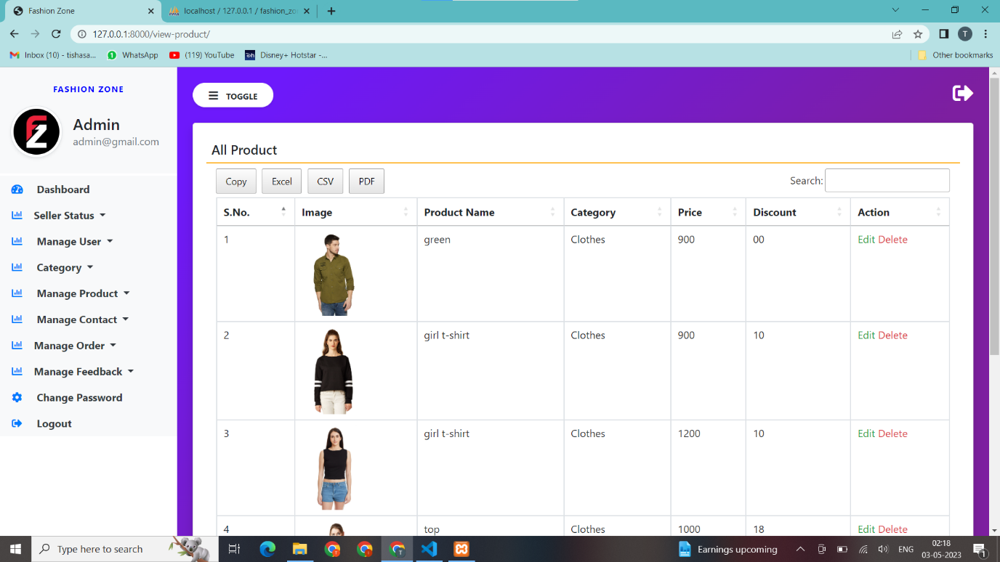 Fashion Zone
localhost / 127.0.0.1 / fashion_zo
127.0.0.1:8000/view-product/
T
Inbox (10) - tishasa...
1 WhatsApp
(119) YouTube
Disney+ Hotstar -...
Other bookmarks
FASHION ZONE
FZ
Admin
admin@gmail.com
Dashboard
Seller Status
Manage User
Category
Manage Product
Manage Contact
Manage Order
Manage Feedback
Change Password
Logout
TOGGLE
All Product
Copy Excel CSV PDF Search:
S.No. Image Product Name Category Price Discount Action
1 green Clothes 900 00 Edit Delete
2 girl t-shirt Clothes 900 10 Edit Delete
3 girl t-shirt Clothes 1200 10 Edit Delete
4 top Clothes 1000 18 Edit Delete
Type here to search
Earnings upcoming
ENG
02:18
03-05-2023
1